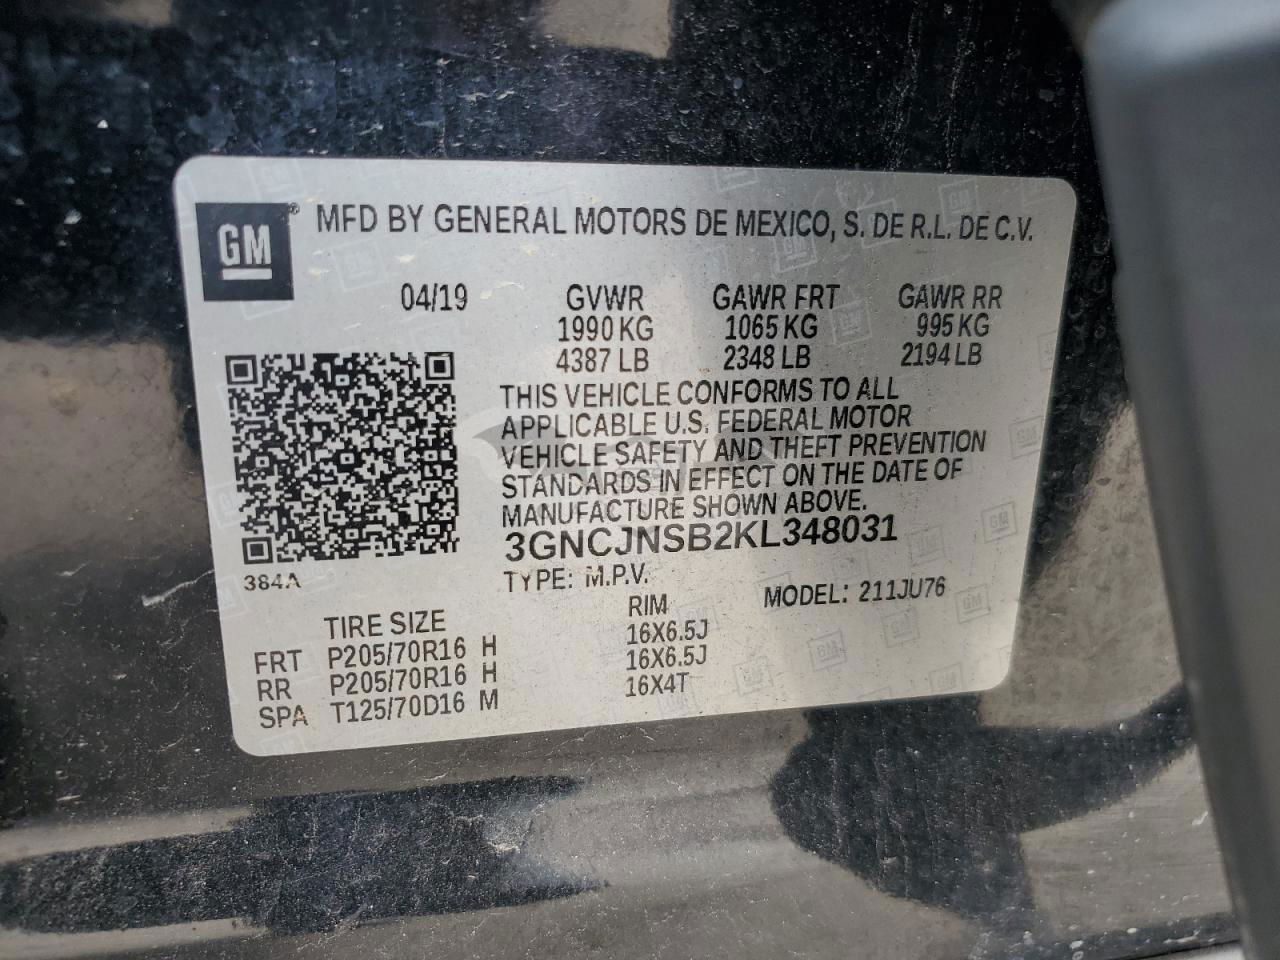 GM® MFD BY GENERAL MOTORS DE MEXICO, S. DE R.L. DE C.V.
04/19 GVWR GAWR FRT GAWR RR
1990 KG 1065 KG 995 KG
4387 LB 2348 LB 2194 LB
THIS VEHICLE CONFORMS TO ALL
APPLICABLE U.S. FEDERAL MOTOR
VEHICLE SAFETY AND THEFT PREVENTION
STANDARDS IN EFFECT ON THE DATE OF
MANUFACTURE SHOWN ABOVE.
3GNCJNSB2KL348031
384A TYPE: M.P.V. MODEL: 211JU76
TIRE SIZE RIM
FRT P205/70R16 H 16X6.5J
RR P205/70R16 H 16X6.5J
SPA T125/70D16 M 16X4T